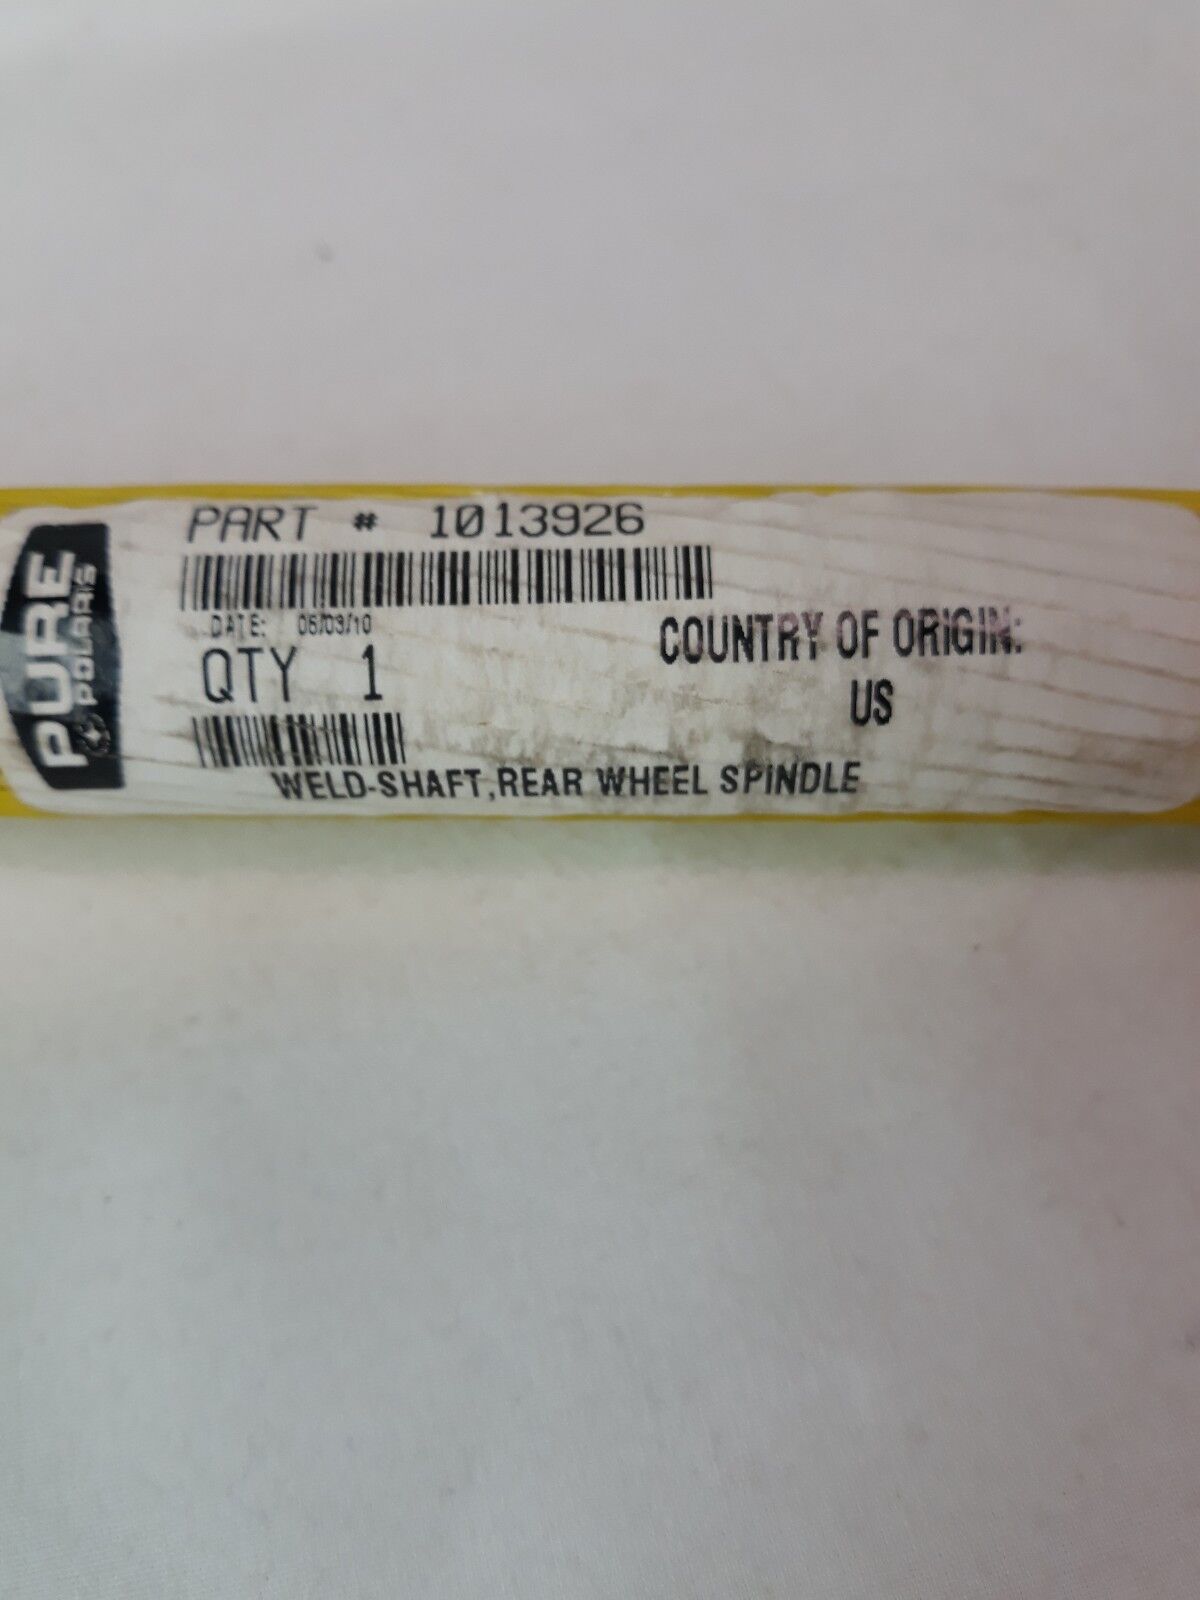 PURE
POLARIS
PART # 1013926
DATE: 05/03/10
QTY 1
COUNTRY OF ORIGIN:
US
WELD-SHAFT,REAR WHEEL SPINDLE